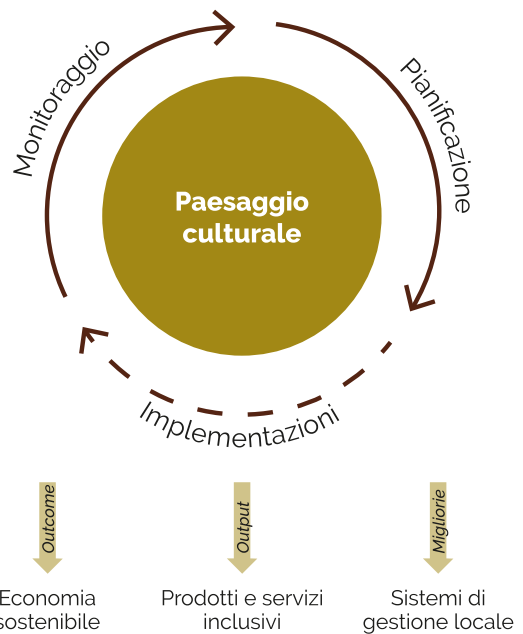 Monitoraggio
Pianificazione
Paesaggio
culturale
Implementazioni
Outcome
Output
Migliorie
Economia
sostenibile
Prodotti e servizi
inclusivi
Sistemi di
gestione locale